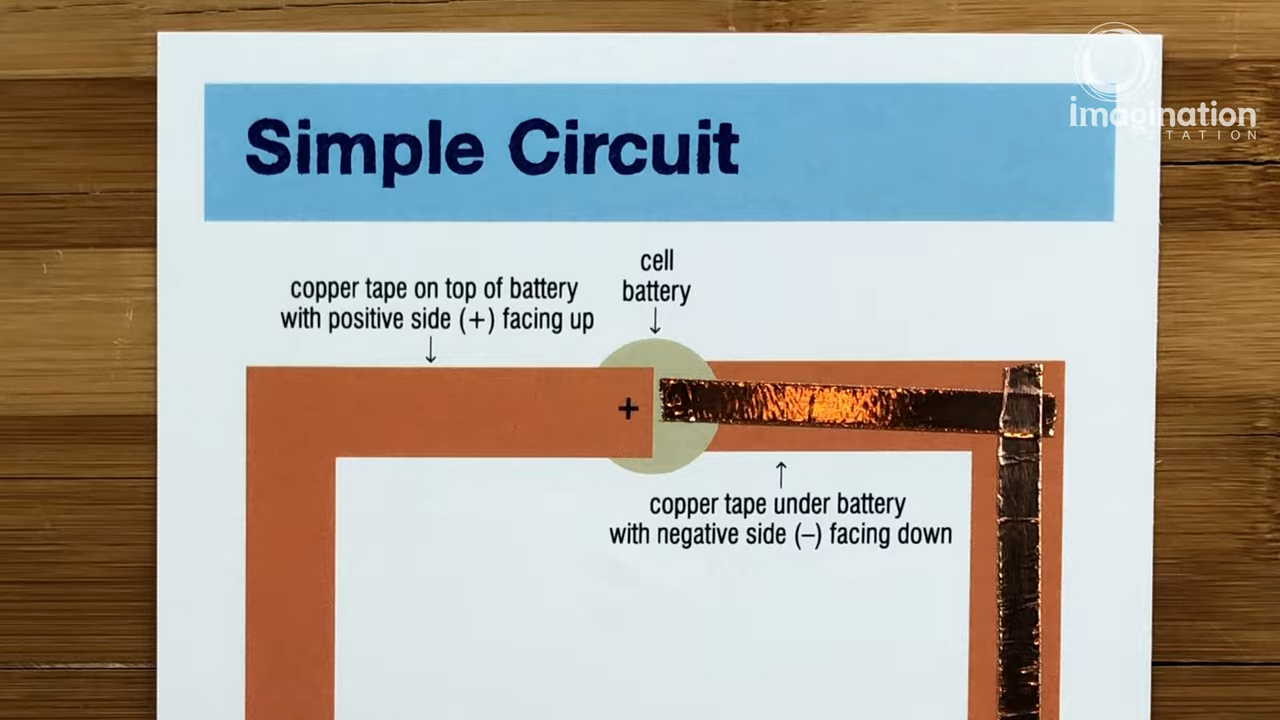 imagination
TATION
Simple Circuit
cell
battery
copper tape on top of battery
with positive side (+) facing up
+
copper tape under battery
with negative side (–) facing down